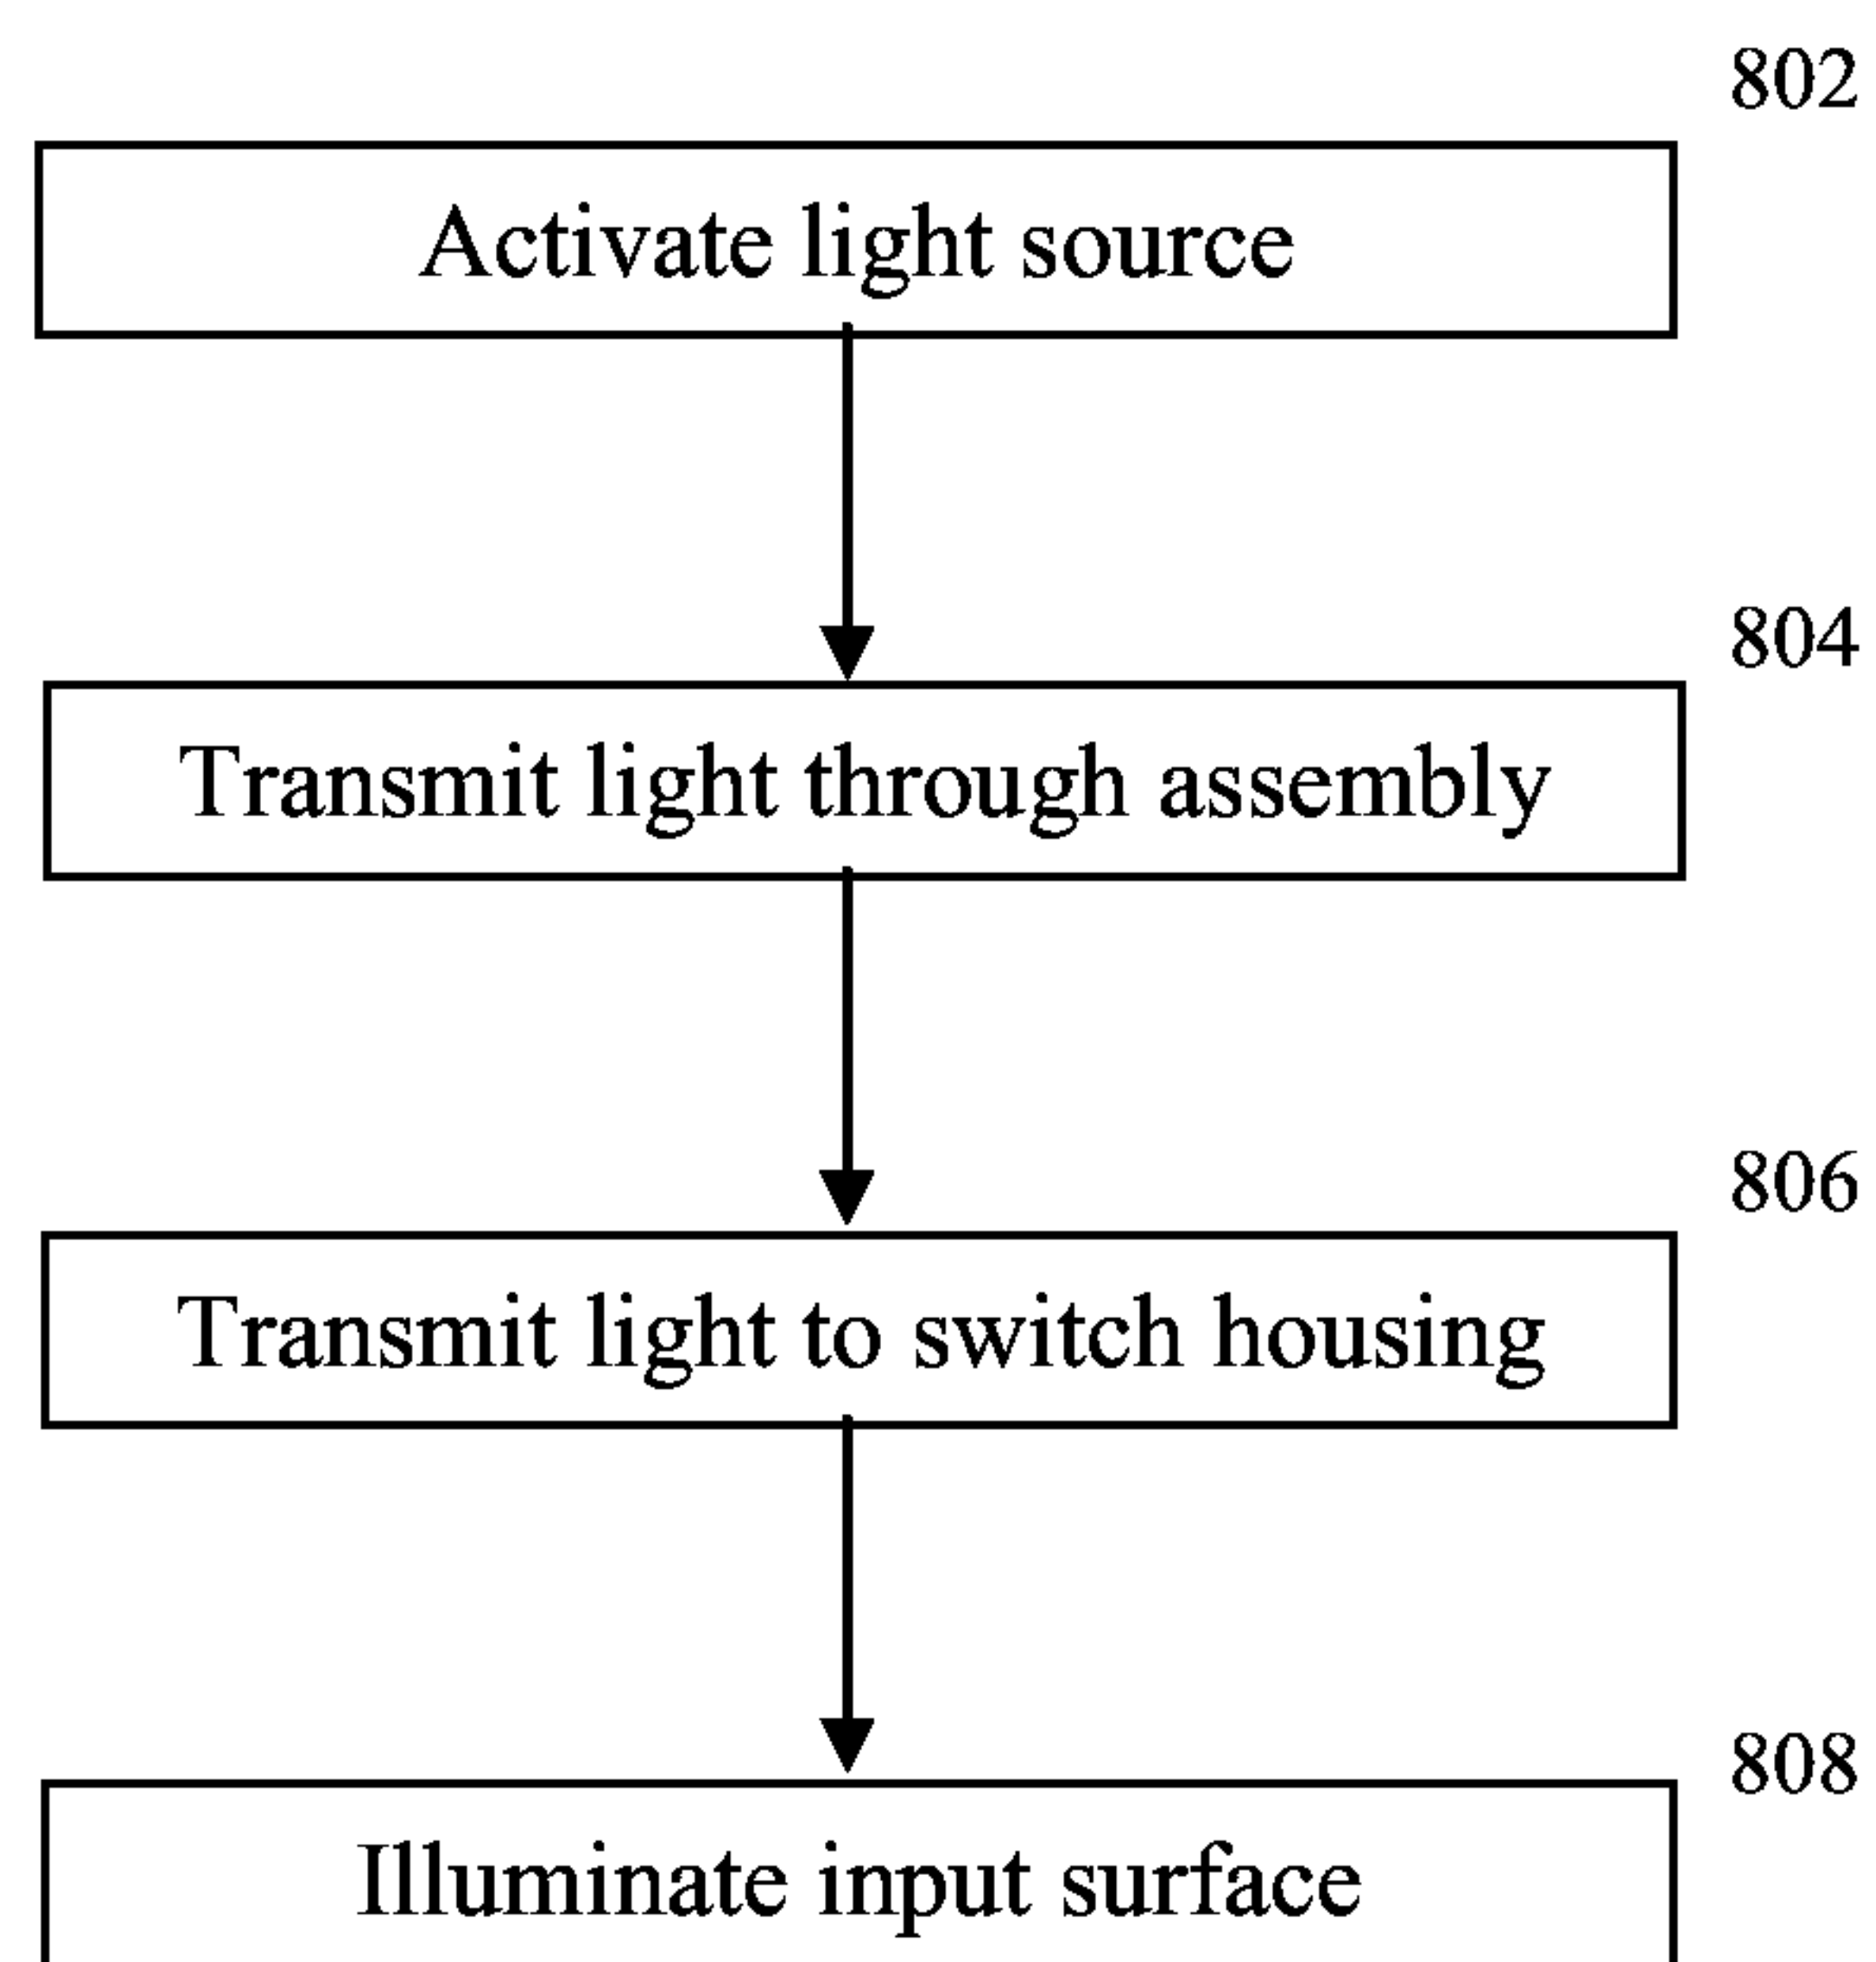 802
Activate light source
804
Transmit light through assembly
806
Transmit light to switch housing
808
Illuminate input surface